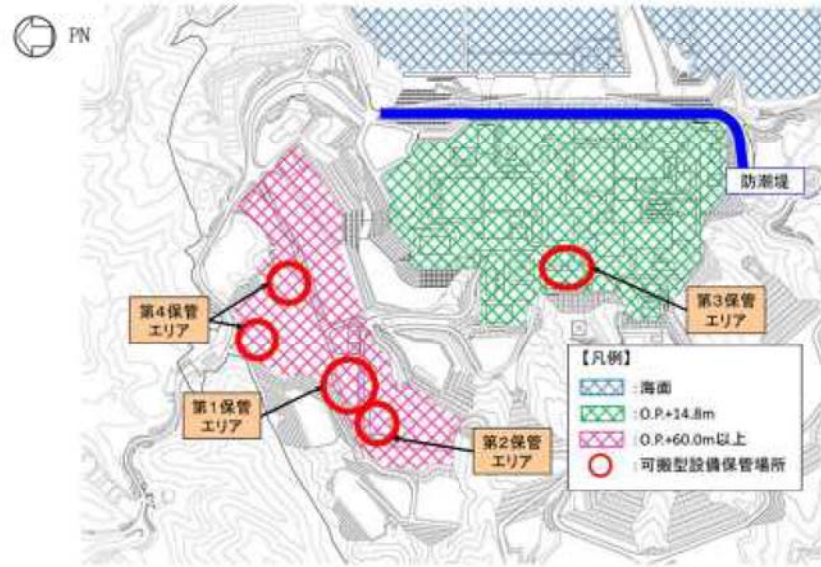 PN
防潮堤
第3保管
エリア
第4保管
エリア
第1保管
エリア
第2保管
エリア
【凡例】
：海面
：O.P.+14.8m
：O.P.+60.0m以上
：可搬型設備保管場所